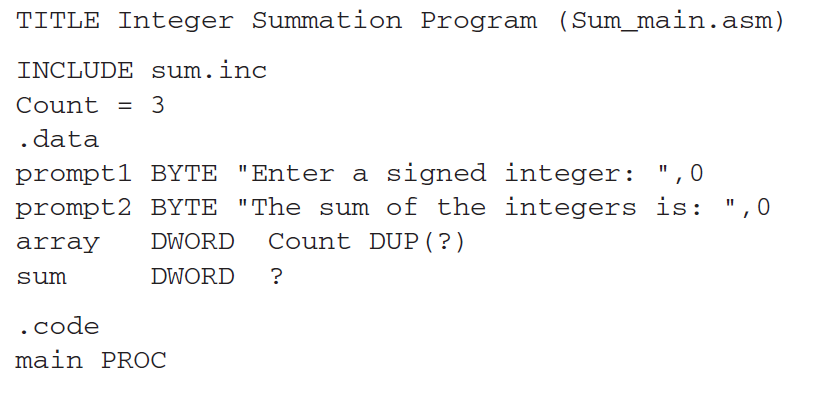 TITLE Integer Summation Program (Sum_main.asm)
INCLUDE sum.inc
Count = 3
.data
prompt1 BYTE "Enter a signed integer: ",0
prompt2 BYTE "The sum of the integers is: ",0
array   DWORD  Count DUP(?)
sum     DWORD  ?
.code
main PROC